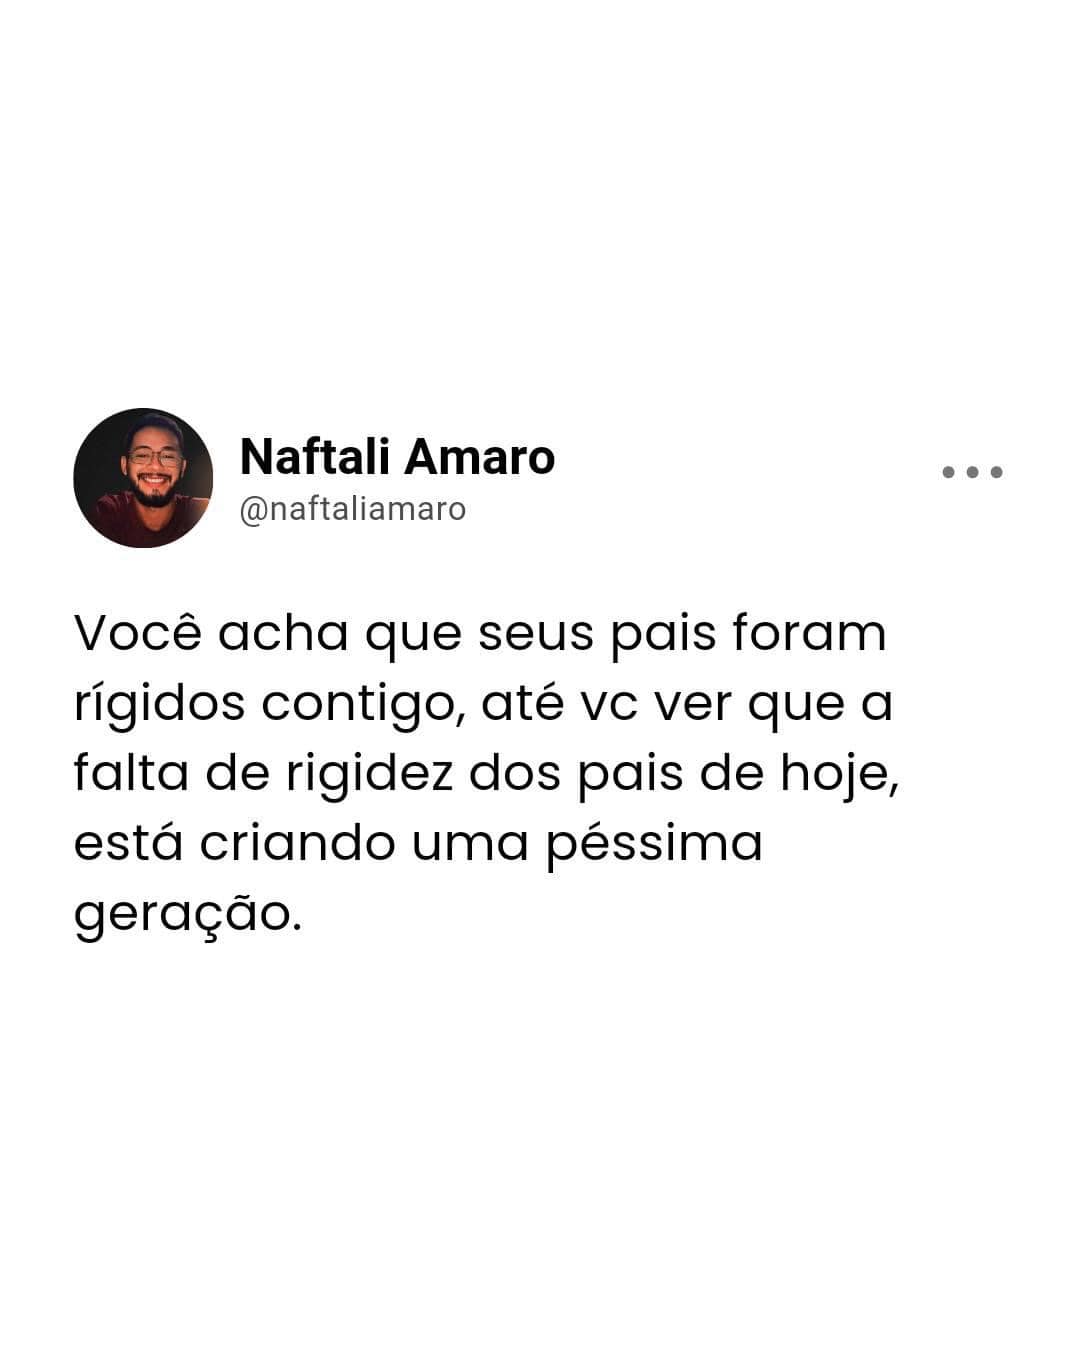 Naftali Amaro
@naftaliamaro
Você acha que seus pais foram
rígidos contigo, até vc ver que a
falta de rigidez dos pais de hoje,
está criando uma péssima
geração.